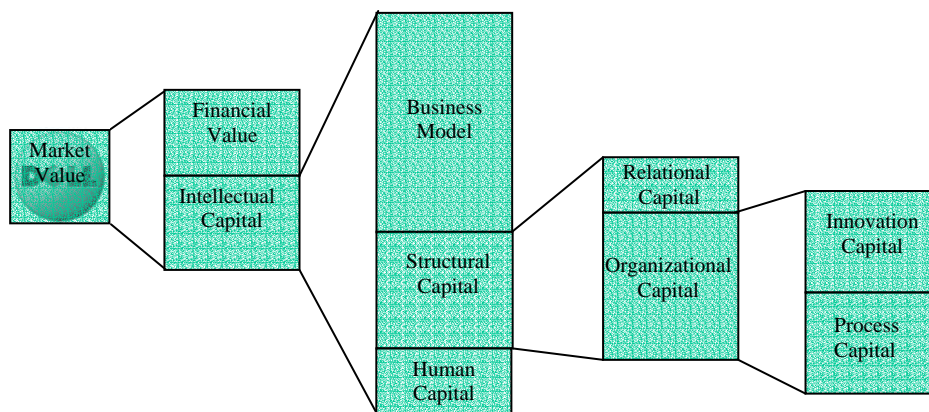 Market
Value
Financial
Value
Intellectual
Capital
Business
Model
Structural
Capital
Human
Capital
Relational
Capital
Organizational
Capital
Innovation
Capital
Process
Capital